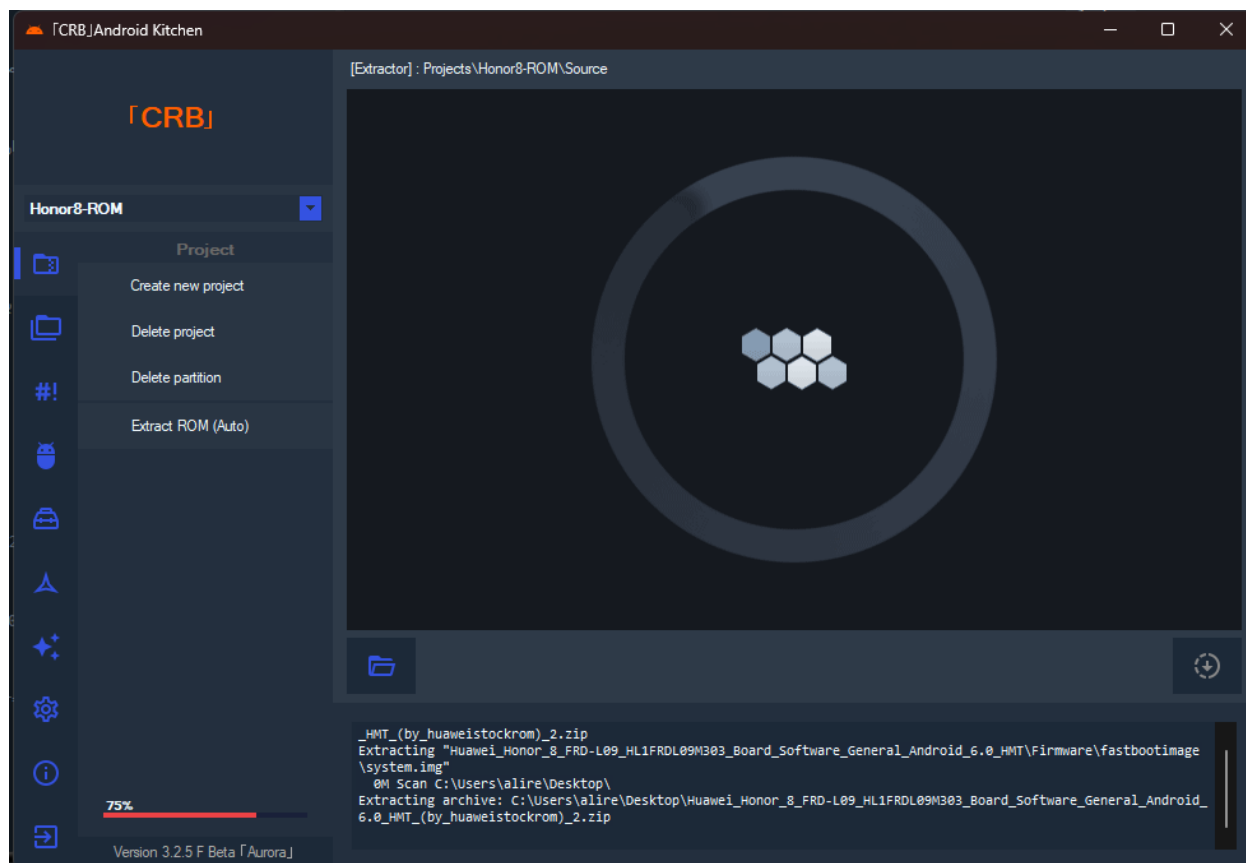 「CRB」Android Kitchen
[Extractor] : Projects\Honor8-ROM\Source
「CRB」
Honor8-ROM
Project
Create new project
Delete project
Delete partition
#!
Extract ROM (Auto)
_HMT_(by_huaweistockrom)_2.zip
Extracting "Huawei_Honor_8_FRD-L09_HL1FRDL09M303_Board_Software_General_Android_6.0_HMT\Firmware\fastbootimage
\system.img"
0M Scan C:\Users\alire\Desktop\
Extracting archive: C:\Users\alire\Desktop\Huawei_Honor_8_FRD-L09_HL1FRDL09M303_Board_Software_General_Android_
6.0_HMT_(by_huaweistockrom)_2.zip
75%
Version 3.2.5 F Beta「Aurora」